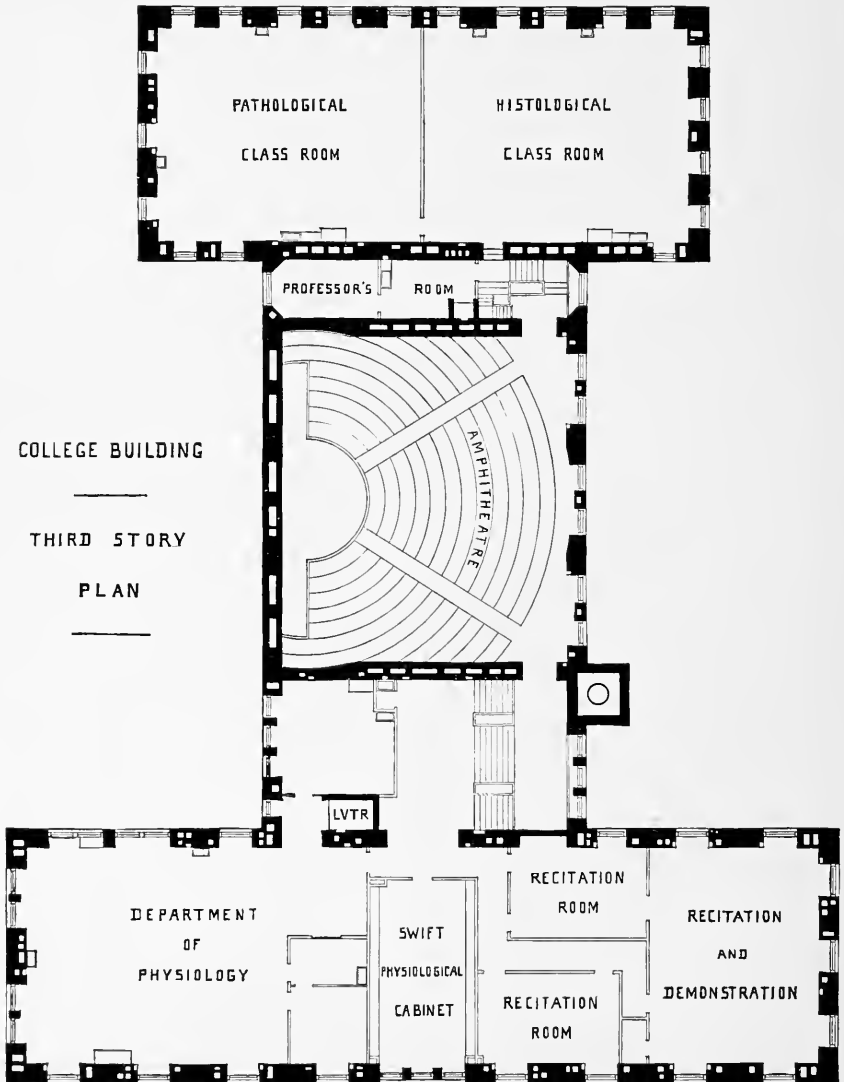 PATHOLOGICAL
CLASS ROOM
HISTOLOGICAL
CLASS ROOM
PROFESSOR'S ROOM
COLLEGE BUILDING
THIRD STORY
PLAN
AMPHITHEATRE
LVTR
DEPARTMENT
OF
PHYSIOLOGY
SWIFT
PHYSIOLOGICAL
CABINET
RECITATION
ROOM
RECITATION
ROOM
RECITATION
AND
DEMONSTRATION